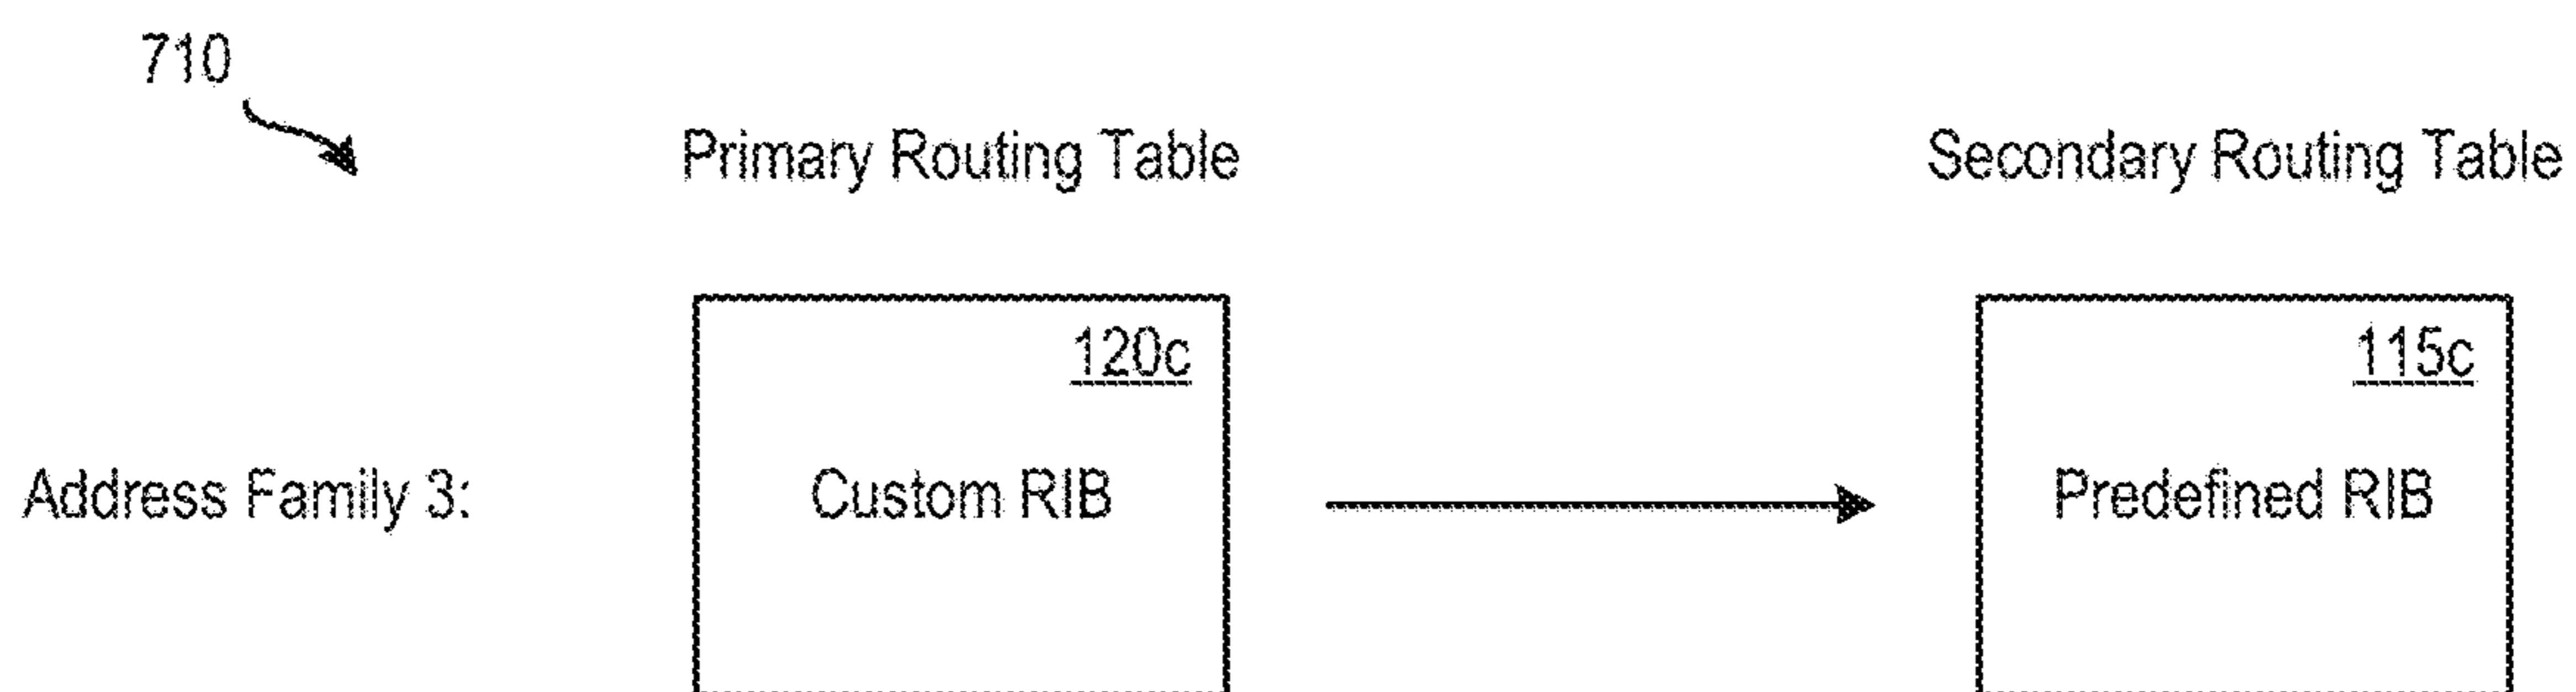 710
Primary Routing Table
Secondary Routing Table
120c
115c
Address Family 3:
Custom RIB
Predefined RIB